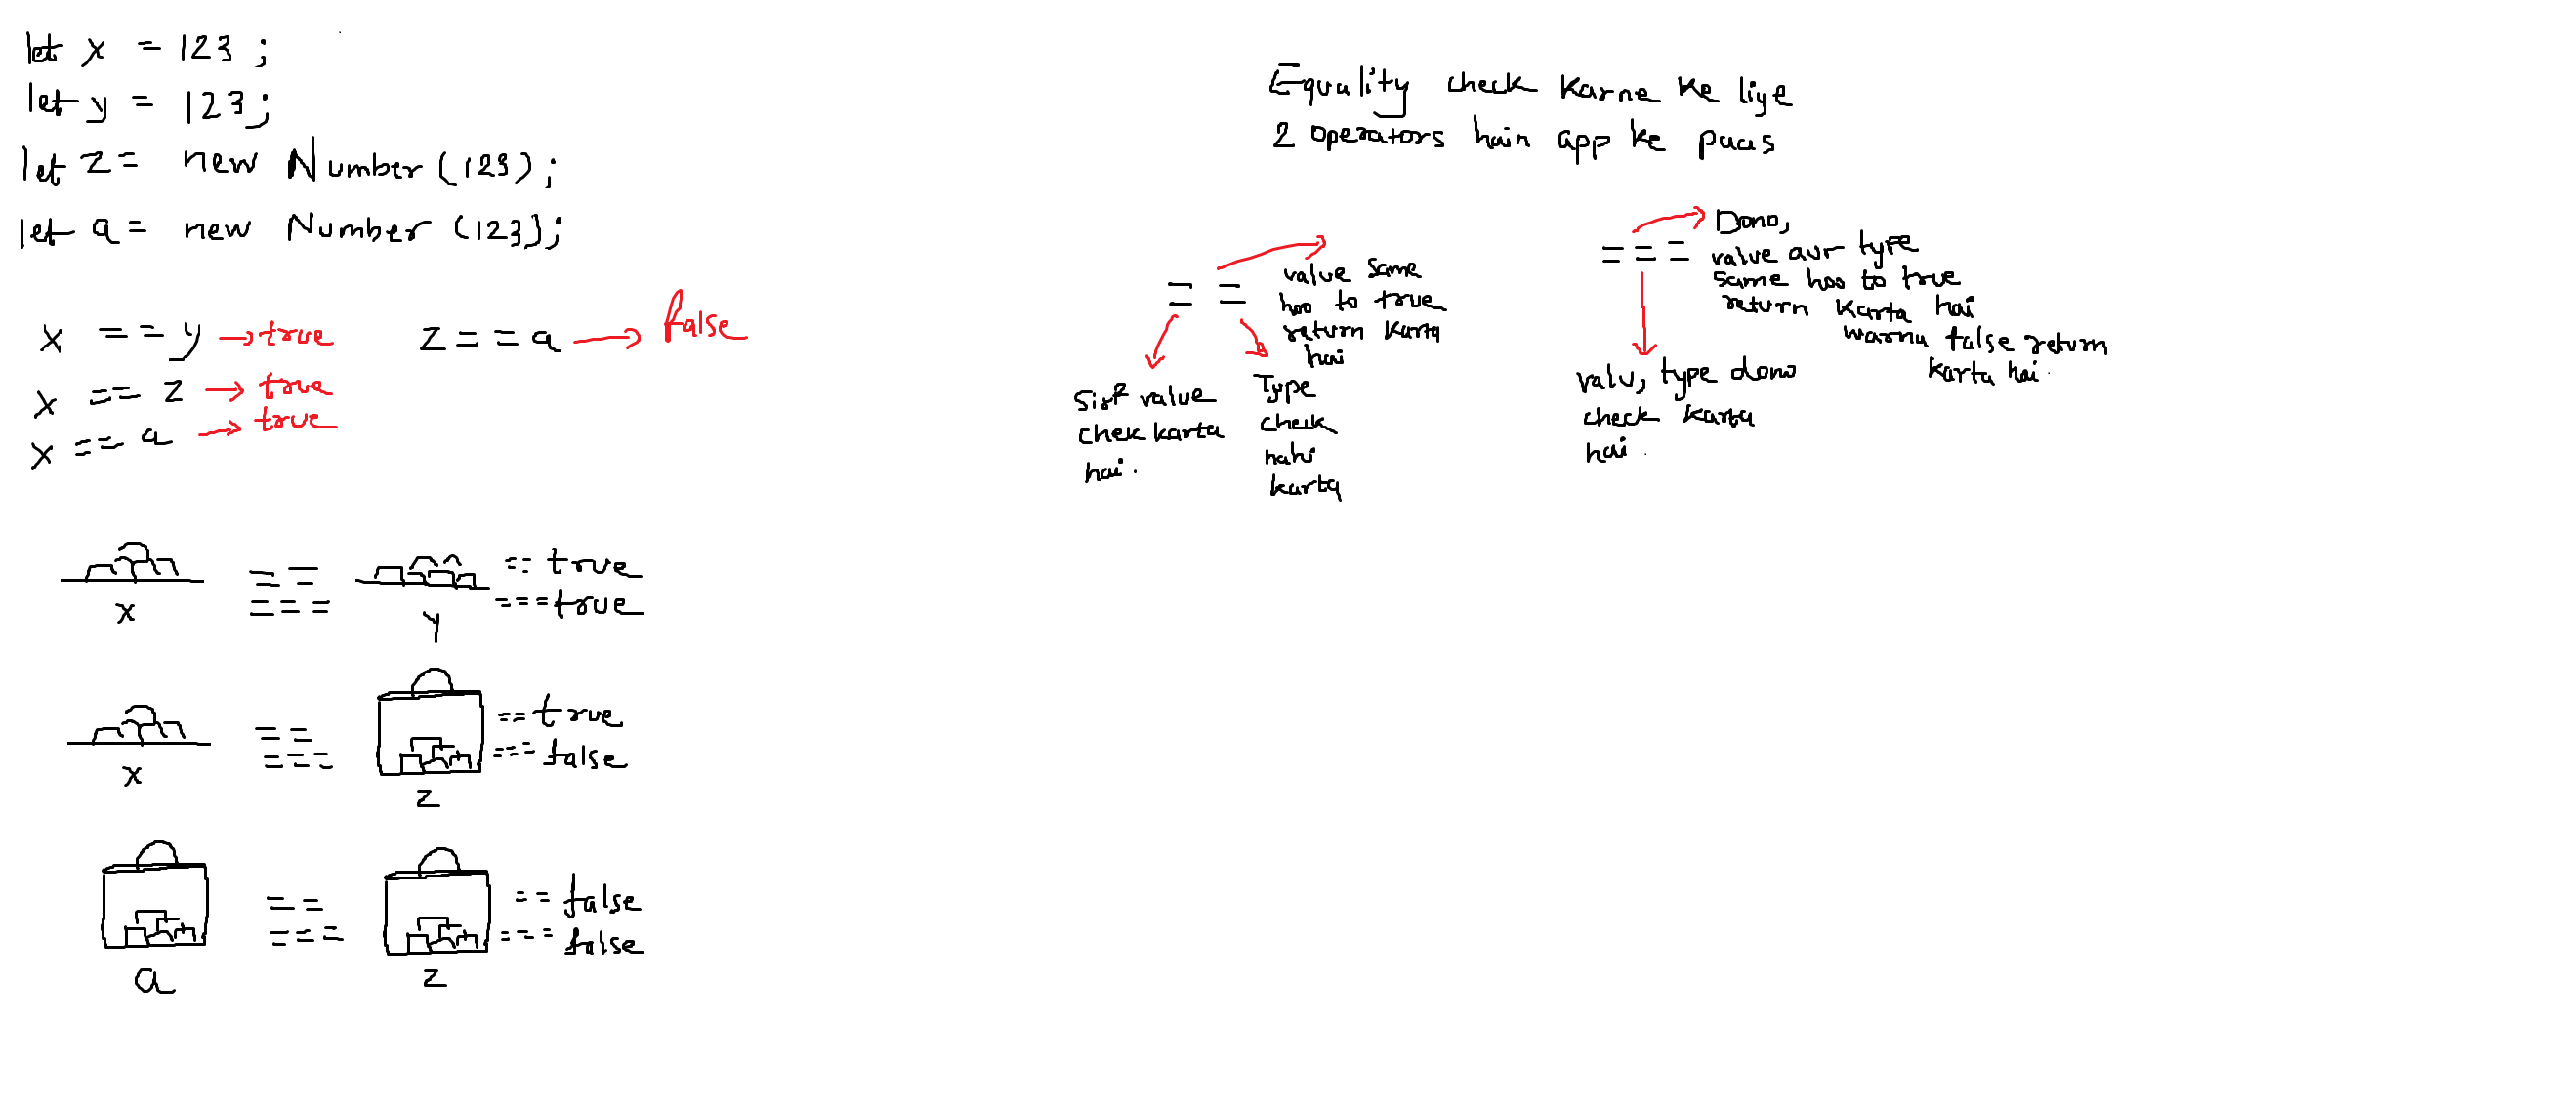 let x = 123 ;
let y = 123;
let z = new Number (123);
let a = new Number (123);
x == y → true
x == z → true
x == a → true
z == a → false
== == true
=== === true
x y
== == true
=== === false
x z
== == false
=== === false
a z
Equality check karne ke liye
2 operators hain app ke paas
==
value same
hoo to true
return karta
hai
Sirf value
chek karta
hai.
Type
check
nahi
karta
===
Dono,
value aur type
same hoo to true
return karta hai
warna false return
karta hai.
valu, type dono
check karta
hai.